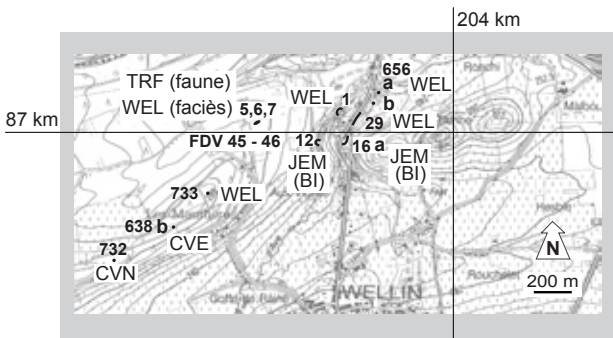 204 km
656
TRF (faune)
a
WEL
WEL (faciès)
5,6,7
WEL
1
b
87 km
29
WEL
FDV 45 - 46
12
16 a
JEM
(BI)
JEM
(BI)
733
WEL
638 b
CVE
732
CVN
N
200 m
WELLIN